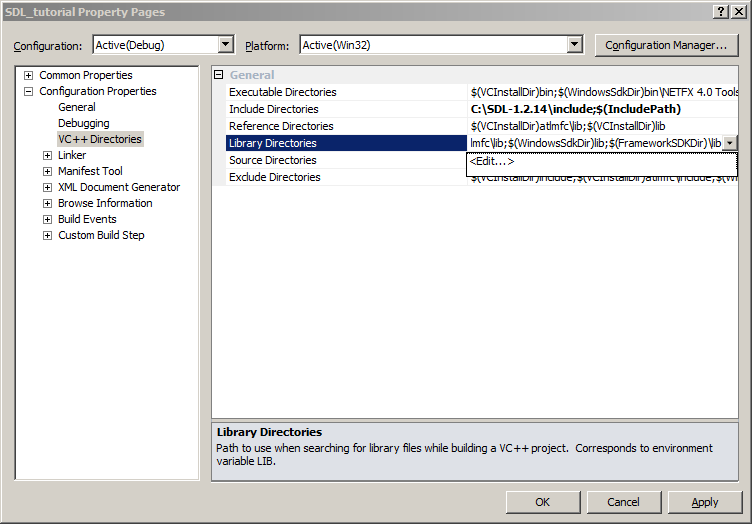 SDL_tutorial Property Pages
Configuration: Active(Debug) Platform: Active(Win32) Configuration Manager...
Common Properties
Configuration Properties
General
Debugging
VC++ Directories
Linker
Manifest Tool
XML Document Generator
Browse Information
Build Events
Custom Build Step
General
Executable Directories $(VCInstallDir)bin;$(WindowsSdkDir)bin\NETFX 4.0 Tools
Include Directories C:\SDL-1.2.14\include;$(IncludePath)
Reference Directories $(VCInstallDir)atlmfc\lib;$(VCInstallDir)lib
Library Directories lmfc\lib;$(WindowsSdkDir)lib;$(FrameworkSDKDir)\lib
Source Directories <Edit...>
Exclude Directories $(VCInstallDir)include;$(VCInstallDir)atlmfc\include;$(Wi
Library Directories
Path to use when searching for library files while building a VC++ project.  Corresponds to environment
variable LIB.
OK Cancel Apply